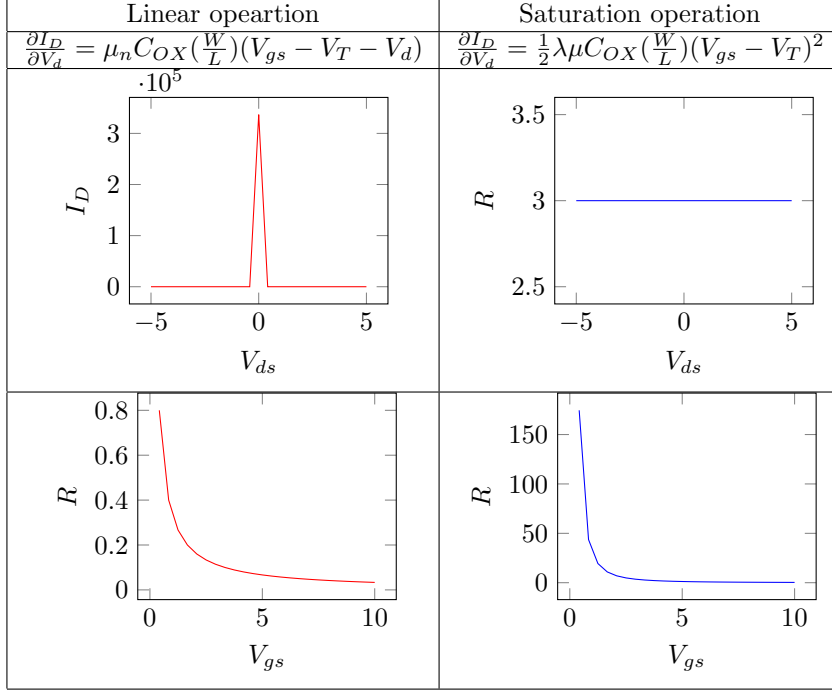 Linear opeartion
Saturation operation
∂I_D/∂V_d = μ_n C_OX(W/L)(V_gs − V_T − V_d)
∂I_D/∂V_d = 1/2 λμC_OX(W/L)(V_gs − V_T)^2
·10^5
3
2
1
0
I_D
−5 0 5
V_ds
3.5
3
2.5
R
−5 0 5
V_ds
0.8
0.6
0.4
0.2
0
R
0 5 10
V_gs
150
100
50
0
R
0 5 10
V_gs